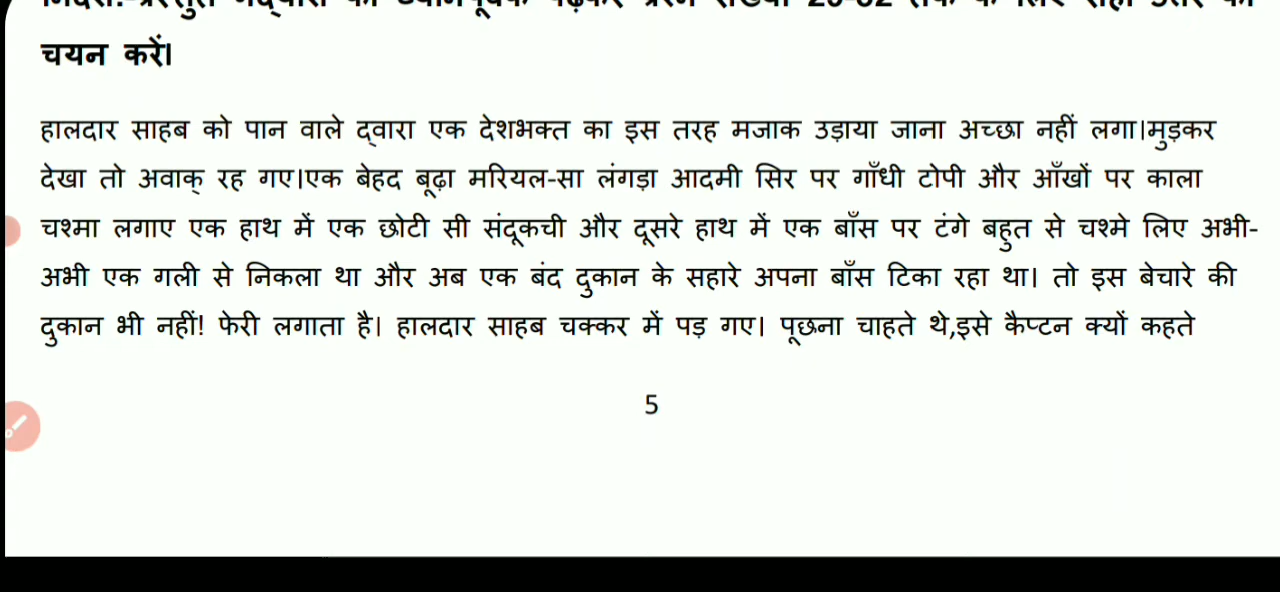 चयन करें।
हालदार साहब को पान वाले द्वारा एक देशभक्त का इस तरह मजाक उड़ाया जाना अच्छा नहीं लगा।मुड़कर
देखा तो अवाक् रह गए।एक बेहद बूढ़ा मरियल-सा लंगड़ा आदमी सिर पर गाँधी टोपी और आँखों पर काला
चश्मा लगाए एक हाथ में एक छोटी सी संदूकची और दूसरे हाथ में एक बाँस पर टंगे बहुत से चश्मे लिए अभी-
अभी एक गली से निकला था और अब एक बंद दुकान के सहारे अपना बाँस टिका रहा था। तो इस बेचारे की
दुकान भी नहीं! फेरी लगाता है। हालदार साहब चक्कर में पड़ गए। पूछना चाहते थे,इसे कैप्टन क्यों कहते
5